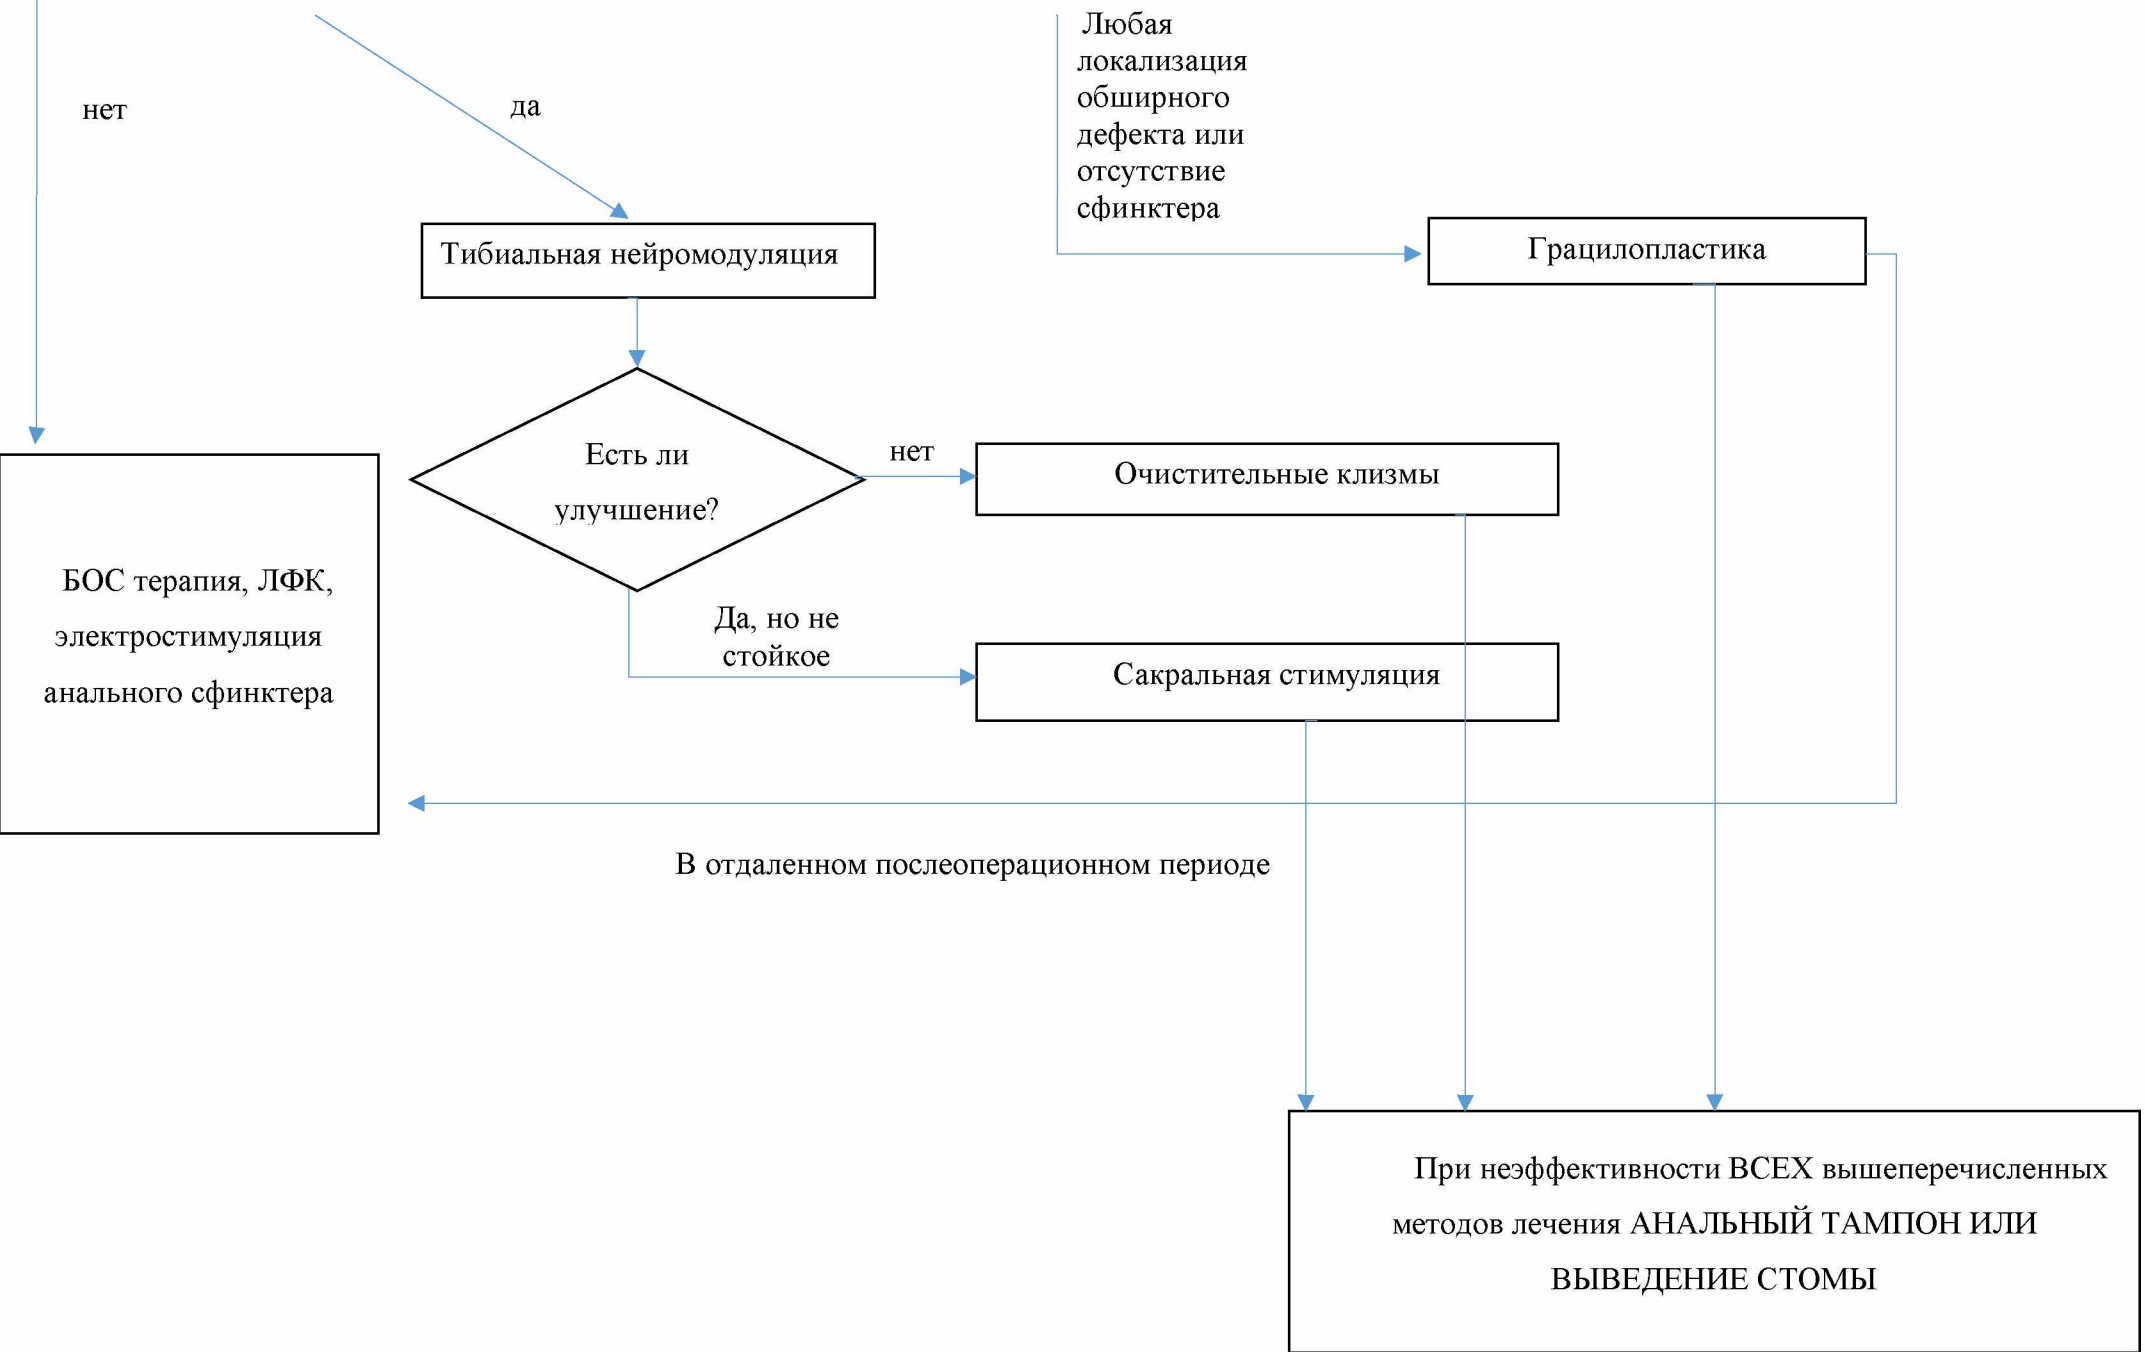 нет
да
Любая
локализация
обширного
дефекта или
отсутствие
сфинктера
Тибиальная нейромодуляция
Грацилопластика
Есть ли
улучшение?
нет
Очистительные клизмы
БОС терапия, ЛФК,
электростимуляция
анального сфинктера
Да, но не
стойкое
Сакральная стимуляция
В отдаленном послеоперационном периоде
При неэффективности ВСЕХ вышеперечисленных
методов лечения АНАЛЬНЫЙ ТАМПОН ИЛИ
ВЫВЕДЕНИЕ СТОМЫ